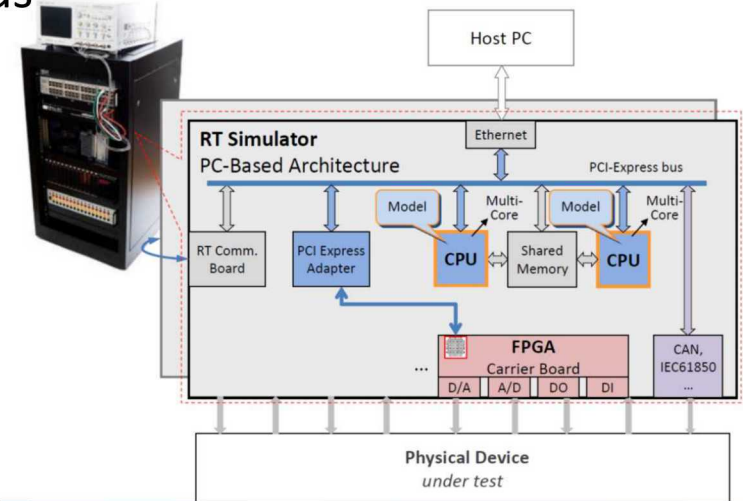 Host PC
RT Simulator
PC-Based Architecture
Ethernet
PCI-Express bus
Model
Multi-
Core
Model
Multi-
Core
RT Comm.
Board
PCI Express
Adapter
CPU
Shared
Memory
CPU
...
FPGA
Carrier Board
D/A
A/D
DO
DI
CAN,
IEC61850
...
Physical Device
under test